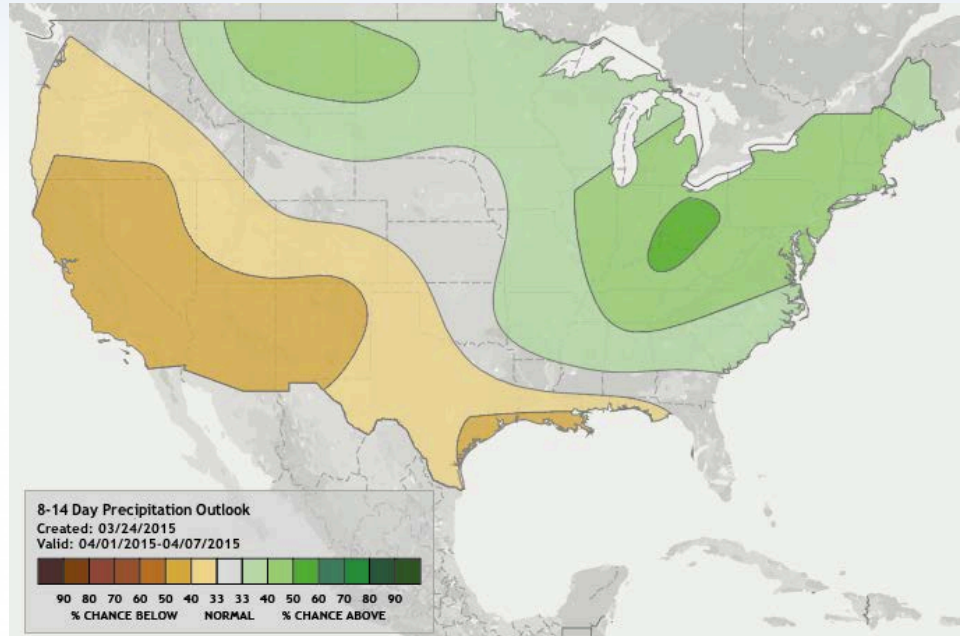 8-14 Day Precipitation Outlook
Created: 03/24/2015
Valid: 04/01/2015-04/07/2015
90 80 70 60 50 40 33 33 40 50 60 70 80 90
% CHANCE BELOW NORMAL % CHANCE ABOVE